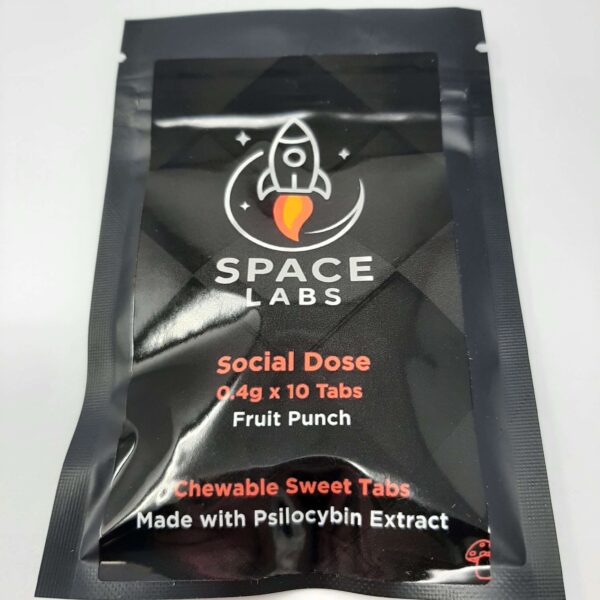 SPACE
LABS
Social Dose
0.4g x 10 Tabs
Fruit Punch
Chewable Sweet Tabs
Made with Psilocybin Extract